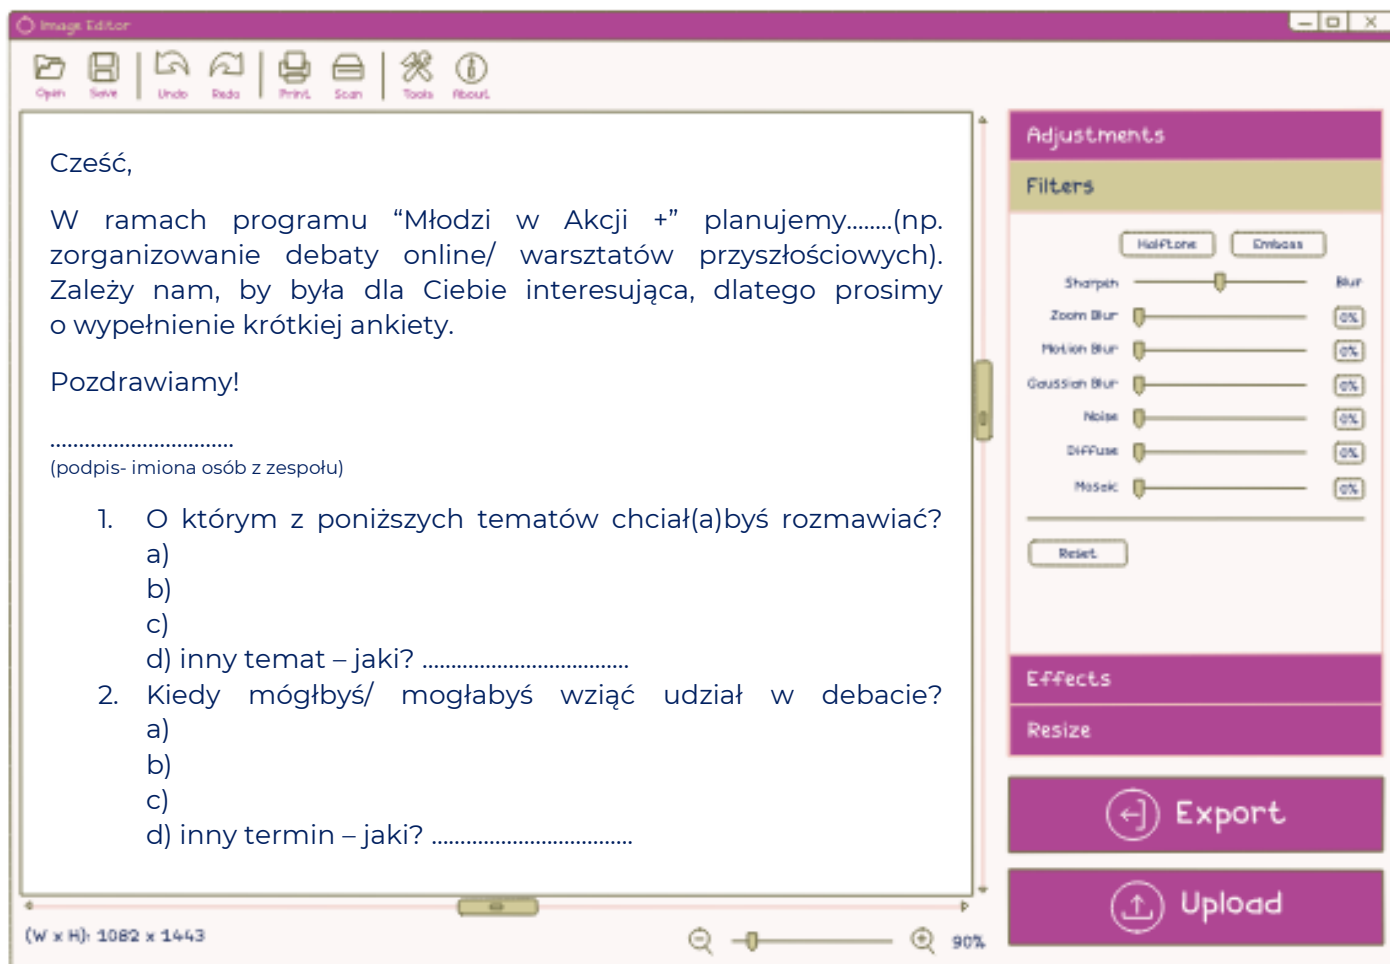 Image Editor
Open Save Undo Redo Print Scan Tools About
Cześć,
W ramach programu “Młodzi w Akcji +” planujemy........(np.
zorganizowanie debaty online/ warsztatów przyszłościowych).
Zależy nam, by była dla Ciebie interesująca, dlatego prosimy
o wypełnienie krótkiej ankiety.
Pozdrawiamy!
................................
(podpis- imiona osób z zespołu)
1. O którym z poniższych tematów chciał(a)byś rozmawiać?
a)
b)
c)
d) inny temat – jaki? ....................................
2. Kiedy mógłbyś/ mogłabyś wziąć udział w debacie?
a)
b)
c)
d) inny termin – jaki? ...................................
(W x H): 1082 x 1443
90%
Adjustments
Filters
Halftone Emboss
Sharpen Blur
Zoom Blur 0%
Motion Blur 0%
Gaussian Blur 0%
Noise 0%
Diffuse 0%
Mosaic 0%
Reset
Effects
Resize
Export
Upload